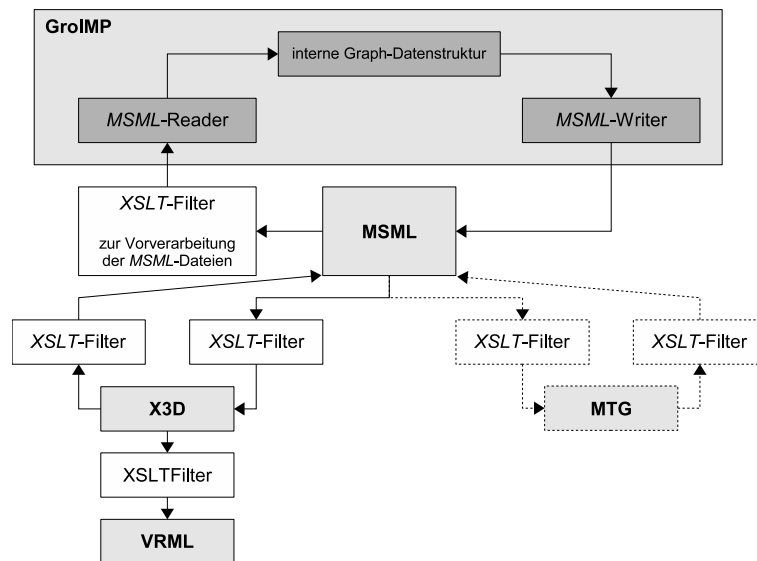 GroIMP
interne Graph-Datenstruktur
MSML-Reader
MSML-Writer
XSLT-Filter
zur Vorverarbeitung
der MSML-Dateien
MSML
XSLT-Filter
XSLT-Filter
XSLT-Filter
XSLT-Filter
X3D
MTG
XSLTFilter
VRML